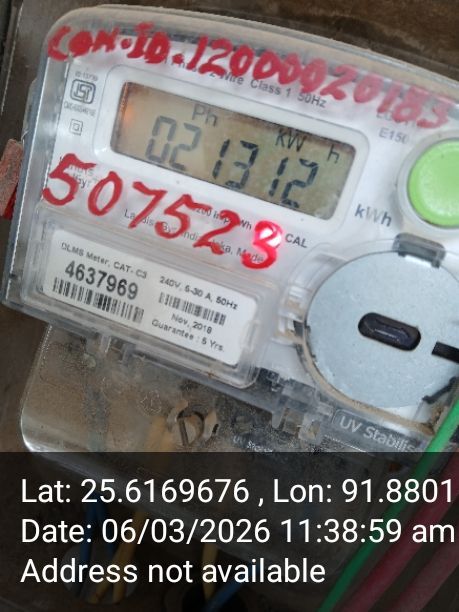 CON-ID-12000020183
Wire Class 1 50Hz
E150
Ph kW h
021312
kWh
507523
CAL
DLMS Meter, CAT- C3
4637969
240V, 5-30 A, 50Hz
Nov, 2018
Guarantee : 5 Yrs.
UV Stabilis
Lat: 25.6169676 , Lon: 91.8801
Date: 06/03/2026 11:38:59 am
Address not available